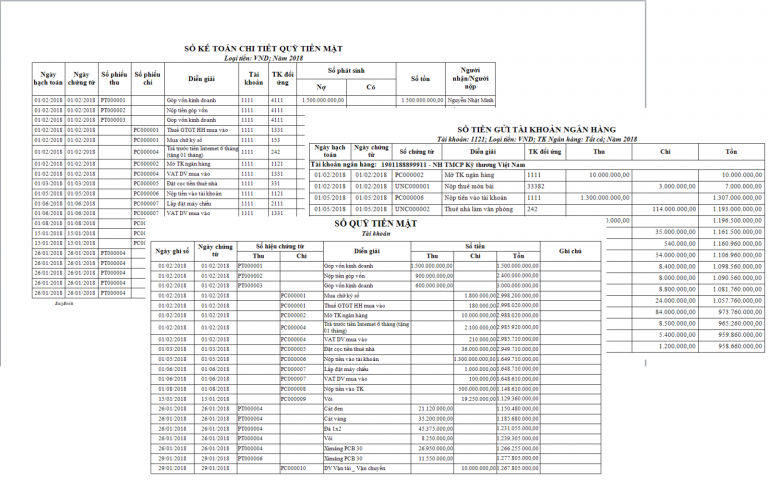 SỔ KẾ TOÁN CHI TIẾT QUỸ TIỀN MẶT
Loại tiền: VND; Năm 2018
Ngày hạch toán Ngày chứng từ Số phiếu thu Số phiếu chi Diễn giải Tài khoản TK đối ứng Số phát sinh Số tồn Người nhận/Người nộp
Nợ Có
01/02/2018 01/02/2018 PT000001 Góp vốn kinh doanh 1111 4111 1.500.000.000,00 1.500.000.000,00 Nguyễn Nhật Minh
01/02/2018 01/02/2018 PT000002 Nộp tiền góp vốn 1111 4111
01/02/2018 01/02/2018 PT000003 Góp vốn kinh doanh 1111 4111
01/02/2018 01/02/2018 PC000001 Thuế GTGT HH mua vào 1111 1331
01/02/2018 01/02/2018 PC000001 Mua chữ ký số 1111 153
01/02/2018 01/02/2018 PC000004 Trả trước tiền Internet 6 tháng (tặng 01 tháng) 1111 242
01/02/2018 01/02/2018 PC000002 Mở TK ngân hàng 1111 1121
01/02/2018 01/02/2018 PC000004 VAT DV mua vào 1111 1331
01/03/2018 01/03/2018 PC000005 Đặt cọc tiền thuê nhà 1111 331
01/05/2018 01/05/2018 PC000006 Nộp tiền vào tài khoản 1111 1121
01/06/2018 01/06/2018 PC000007 Lắp đặt máy chiếu 1111 2111
01/06/2018 01/06/2018 PC000007 VAT DV mua vào 1111 1331
01/08/2018 01/08/2018 PC000
15/01/2018 15/01/2018 PC000
15/01/2018 15/01/2018 PC000
26/01/2018 26/01/2018 PT000004
26/01/2018 26/01/2018 PT000004
26/01/2018 26/01/2018 PT000004
26/01/2018 26/01/2018 PT000004
EasyBooks
SỔ TIỀN GỬI TÀI KHOẢN NGÂN HÀNG
Tài khoản: 1121; Loại tiền: VND; TK Ngân hàng: Tất cả; Năm 2018
Ngày hạch toán Ngày chứng từ Số chứng từ Diễn giải TK đối ứng Thu Chi Tồn
Tài khoản ngân hàng: 1901188899911 - NH TMCP Kỹ thương Việt Nam
01/02/2018 01/02/2018 PC000002 Mở TK ngân hàng 1111 10.000.000,00 10.000.000,00
01/02/2018 01/02/2018 UNC000001 Nộp thuế môn bài 33382 3.000.000,00 7.000.000,00
01/05/2018 01/05/2018 PC000006 Nộp tiền vào tài khoản 1111 1.300.000.000,00 1.307.000.000,00
01/05/2018 01/05/2018 UNC000002 Thuê nhà làm văn phòng 242 114.000.000,00 1.193.000.000,00
1.196.500.000,00
35.000.000,00 1.161.500.000,00
540.000,00 1.160.960.000,00
54.000.000,00 1.106.960.000,00
8.400.000,00 1.098.560.000,00
8.000.000,00 1.090.560.000,00
8.800.000,00 1.081.760.000,00
24.000.000,00 1.057.760.000,00
84.000.000,00 973.760.000,00
8.500.000,00 965.260.000,00
5.400.000,00 959.860.000,00
1.200.000,00 958.660.000,00
SỔ QUỸ TIỀN MẶT
Tài khoản
Ngày ghi sổ Ngày chứng từ Số hiệu chứng từ Diễn giải Số tiền Ghi chú
Thu Chi Thu Chi Tồn
01/02/2018 01/02/2018 PT000001 Góp vốn kinh doanh 1.500.000.000,00 1.500.000.000,00
01/02/2018 01/02/2018 PT000002 Nộp tiền góp vốn 900.000.000,00 2.400.000.000,00
01/02/2018 01/02/2018 PT000003 Góp vốn kinh doanh 600.000.000,00 3.000.000.000,00
01/02/2018 01/02/2018 PC000001 Mua chữ ký số 1.800.000,00 2.998.200.000,00
01/02/2018 01/02/2018 PC000001 Thuế GTGT HH mua vào 180.000,00 2.998.020.000,00
01/02/2018 01/02/2018 PC000002 Mở TK ngân hàng 10.000.000,00 2.988.020.000,00
01/02/2018 01/02/2018 PC000004 Trả trước tiền Internet 6 tháng (tặng 01 tháng) 2.100.000,00 2.985.920.000,00
01/02/2018 01/02/2018 PC000004 VAT DV mua vào 210.000,00 2.985.710.000,00
01/03/2018 01/03/2018 PC000005 Đặt cọc tiền thuê nhà 36.000.000,00 2.949.710.000,00
01/05/2018 01/05/2018 PC000006 Nộp tiền vào tài khoản 1.300.000.000,00 1.649.710.000,00
01/06/2018 01/06/2018 PC000007 Lắp đặt máy chiếu 1.000.000,00 1.648.710.000,00
01/06/2018 01/06/2018 PC000007 VAT DV mua vào 100.000,00 1.648.610.000,00
01/08/2018 01/08/2018 PC000008 Nộp tiền vào TK 500.000.000,00 1.148.610.000,00
15/01/2018 15/01/2018 PC000009 Vôi 19.250.000,00 1.129.360.000,00
26/01/2018 26/01/2018 PT000004 Cát đen 21.120.000,00 1.150.480.000,00
26/01/2018 26/01/2018 PT000004 Cát vàng 35.200.000,00 1.185.680.000,00
26/01/2018 26/01/2018 PT000004 Đá 1x2 45.375.000,00 1.231.055.000,00
26/01/2018 26/01/2018 PT000004 Vôi 8.250.000,00 1.239.305.000,00
26/01/2018 26/01/2018 PT000004 Ximăng PCB 30 26.950.000,00 1.266.255.000,00
29/01/2018 29/01/2018 PT000006 Ximăng PCB 30 11.550.000,00 1.277.805.000,00
29/01/2018 29/01/2018 PC000010 DV Vận tải _ Vận chuyển 10.000.000,00 1.267.805.000,00